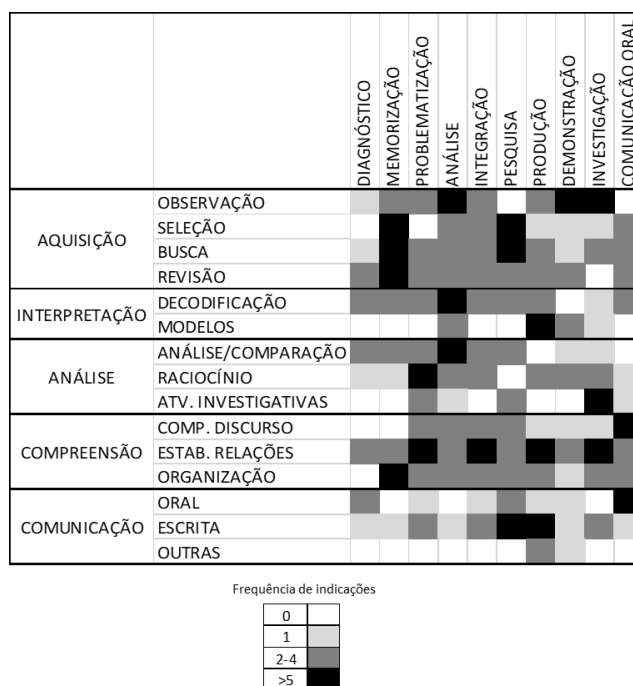 DIAGNÓSTICO
MEMORIZAÇÃO
PROBLEMATIZAÇÃO
ANÁLISE
INTEGRAÇÃO
PESQUISA
PRODUÇÃO
DEMONSTRAÇÃO
INVESTIGAÇÃO
COMUNICAÇÃO ORAL
AQUISIÇÃO
OBSERVAÇÃO
SELEÇÃO
BUSCA
REVISÃO
INTERPRETAÇÃO
DECODIFICAÇÃO
MODELOS
ANÁLISE
ANÁLISE/COMPARAÇÃO
RACIOCÍNIO
ATV. INVESTIGATIVAS
COMPREENSÃO
COMP. DISCURSO
ESTAB. RELAÇÕES
ORGANIZAÇÃO
COMUNICAÇÃO
ORAL
ESCRITA
OUTRAS
Frequência de indicações
0
1
2-4
>5